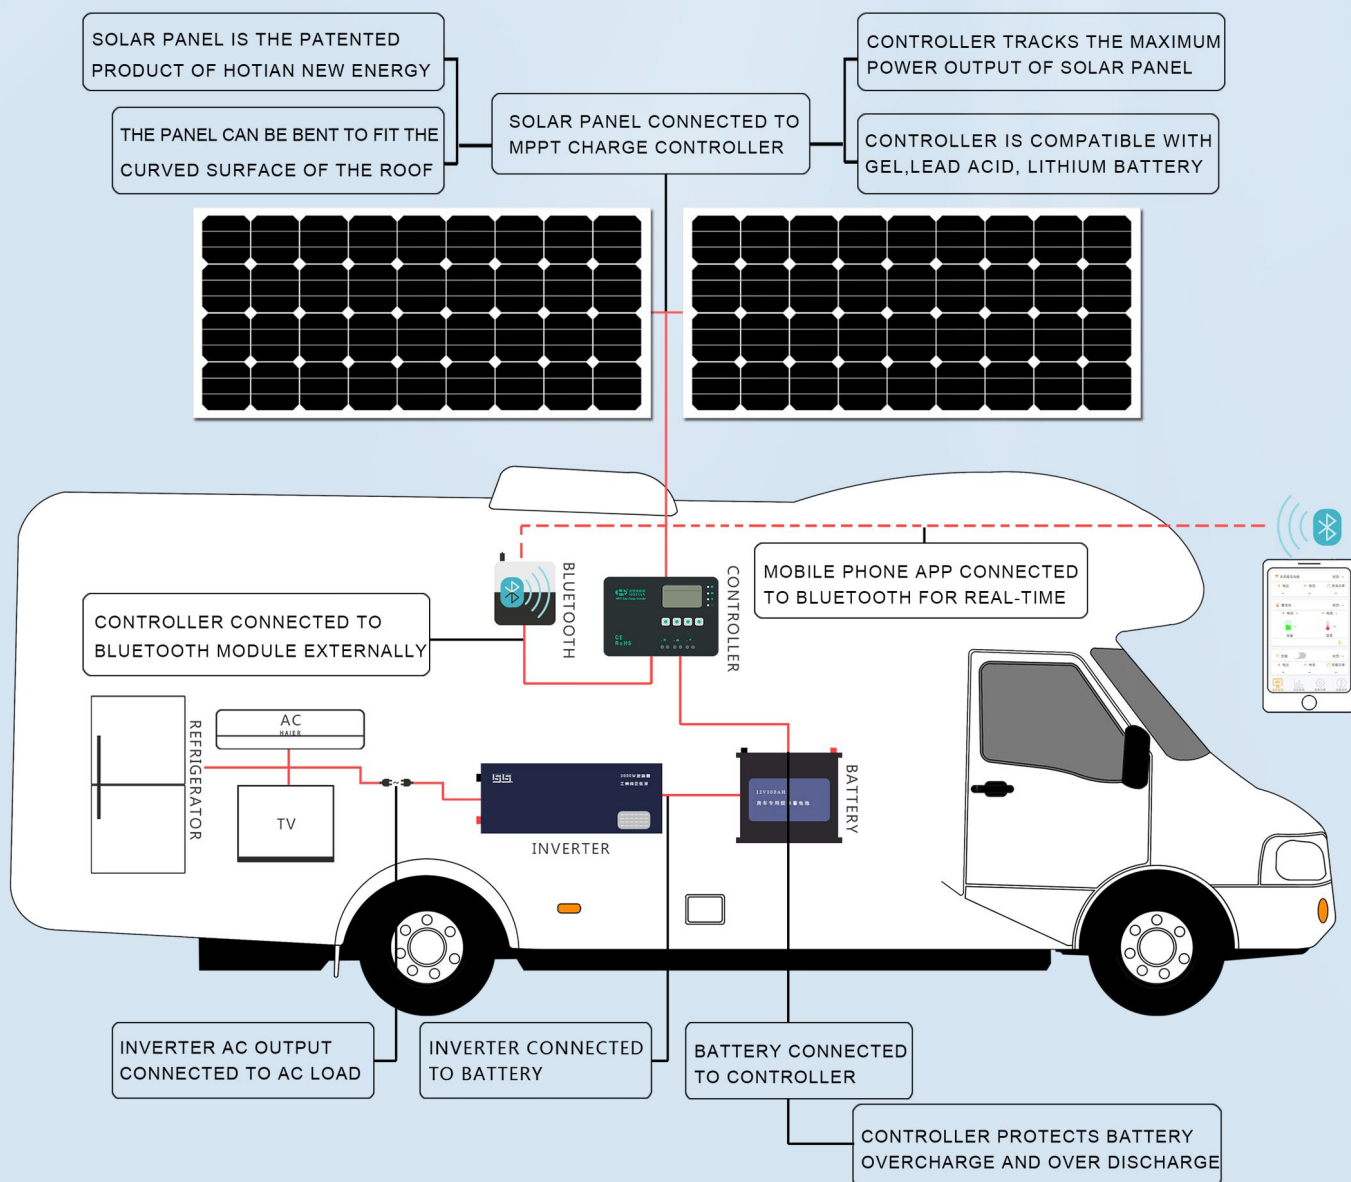 SOLAR PANEL IS THE PATENTED
PRODUCT OF HOTIAN NEW ENERGY
THE PANEL CAN BE BENT TO FIT THE
CURVED SURFACE OF THE ROOF
SOLAR PANEL CONNECTED TO
MPPT CHARGE CONTROLLER
CONTROLLER TRACKS THE MAXIMUM
POWER OUTPUT OF SOLAR PANEL
CONTROLLER IS COMPATIBLE WITH
GEL,LEAD ACID, LITHIUM BATTERY
BLUETOOTH
CONTROLLER
CE
RoHS
MOBILE PHONE APP CONNECTED
TO BLUETOOTH FOR REAL-TIME
CONTROLLER CONNECTED TO
BLUETOOTH MODULE EXTERNALLY
REFRIGERATOR
AC
HAIER
TV
INVERTER
BATTERY
12V200AH
INVERTER AC OUTPUT
CONNECTED TO AC LOAD
INVERTER CONNECTED
TO BATTERY
BATTERY CONNECTED
TO CONTROLLER
CONTROLLER PROTECTS BATTERY
OVERCHARGE AND OVER DISCHARGE